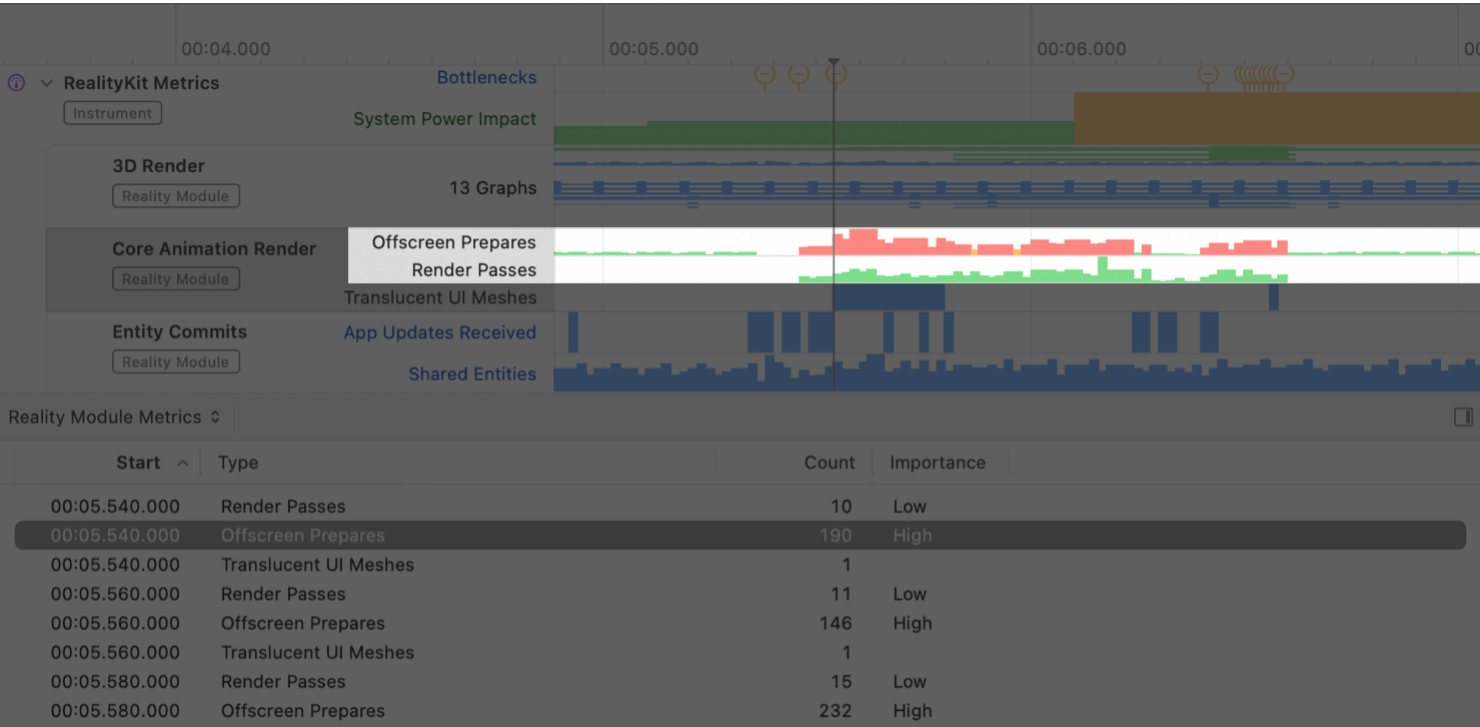 00:04.000 00:05.000 00:06.000
RealityKit Metrics
Instrument
Bottlenecks
System Power Impact
3D Render
Reality Module
13 Graphs
Core Animation Render
Reality Module
Offscreen Prepares
Render Passes
Translucent UI Meshes
Entity Commits
Reality Module
App Updates Received
Shared Entities
Reality Module Metrics
Start Type Count Importance
00:05.540.000 Render Passes 10 Low
00:05.540.000 Offscreen Prepares 190 High
00:05.540.000 Translucent UI Meshes 1
00:05.560.000 Render Passes 11 Low
00:05.560.000 Offscreen Prepares 146 High
00:05.560.000 Translucent UI Meshes 1
00:05.580.000 Render Passes 15 Low
00:05.580.000 Offscreen Prepares 232 High